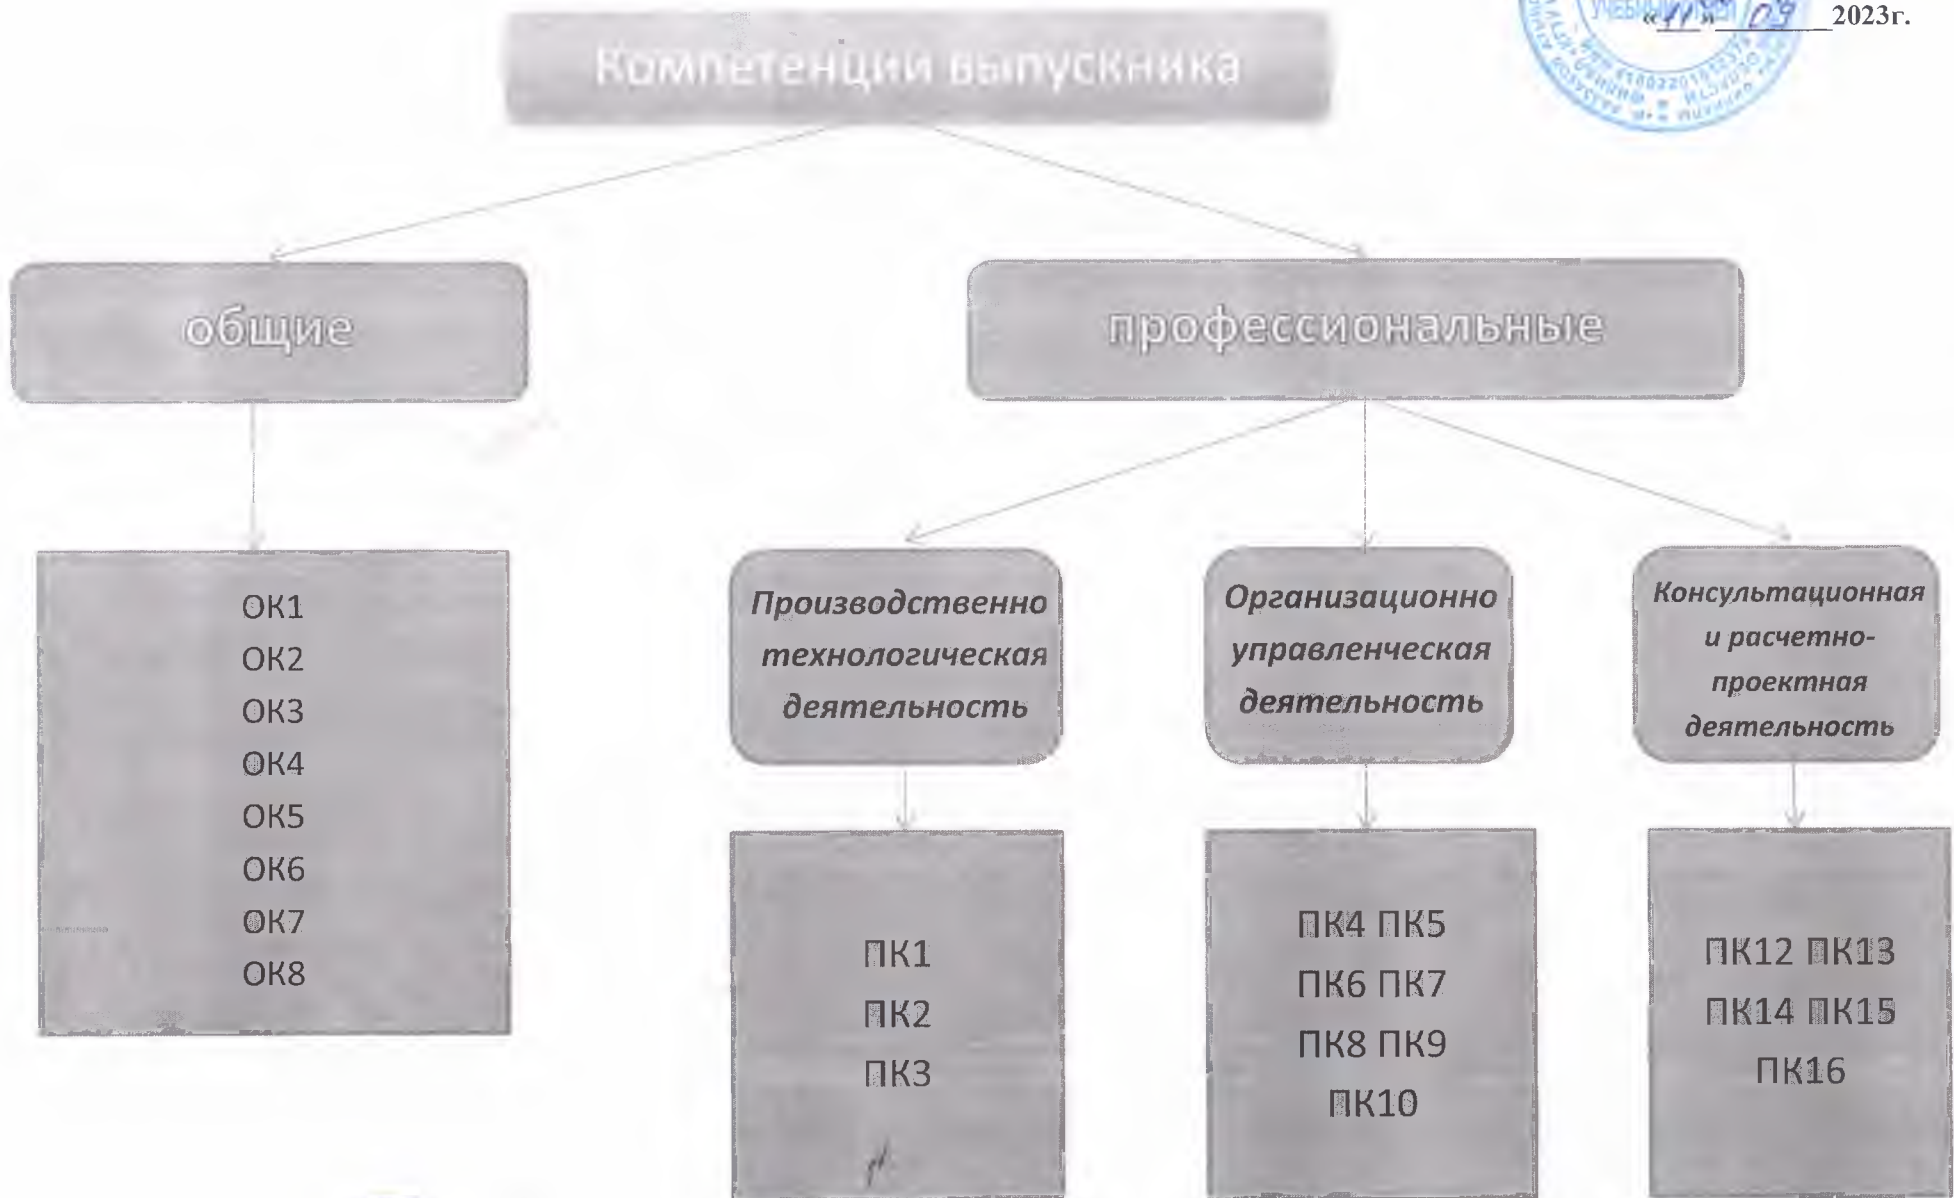 «11» 09 2023г.
Компетенции выпускника
общие
профессиональные
ОК1
ОК2
ОК3
ОК4
ОК5
ОК6
ОК7
ОК8
Производственно
технологическая
деятельность
Организационно
управленческая
деятельность
Консультационная
и расчетно-
проектная
деятельность
ПК1
ПК2
ПК3
ПК4 ПК5
ПК6 ПК7
ПК8 ПК9
ПК10
ПК12 ПК13
ПК14 ПК15
ПК16